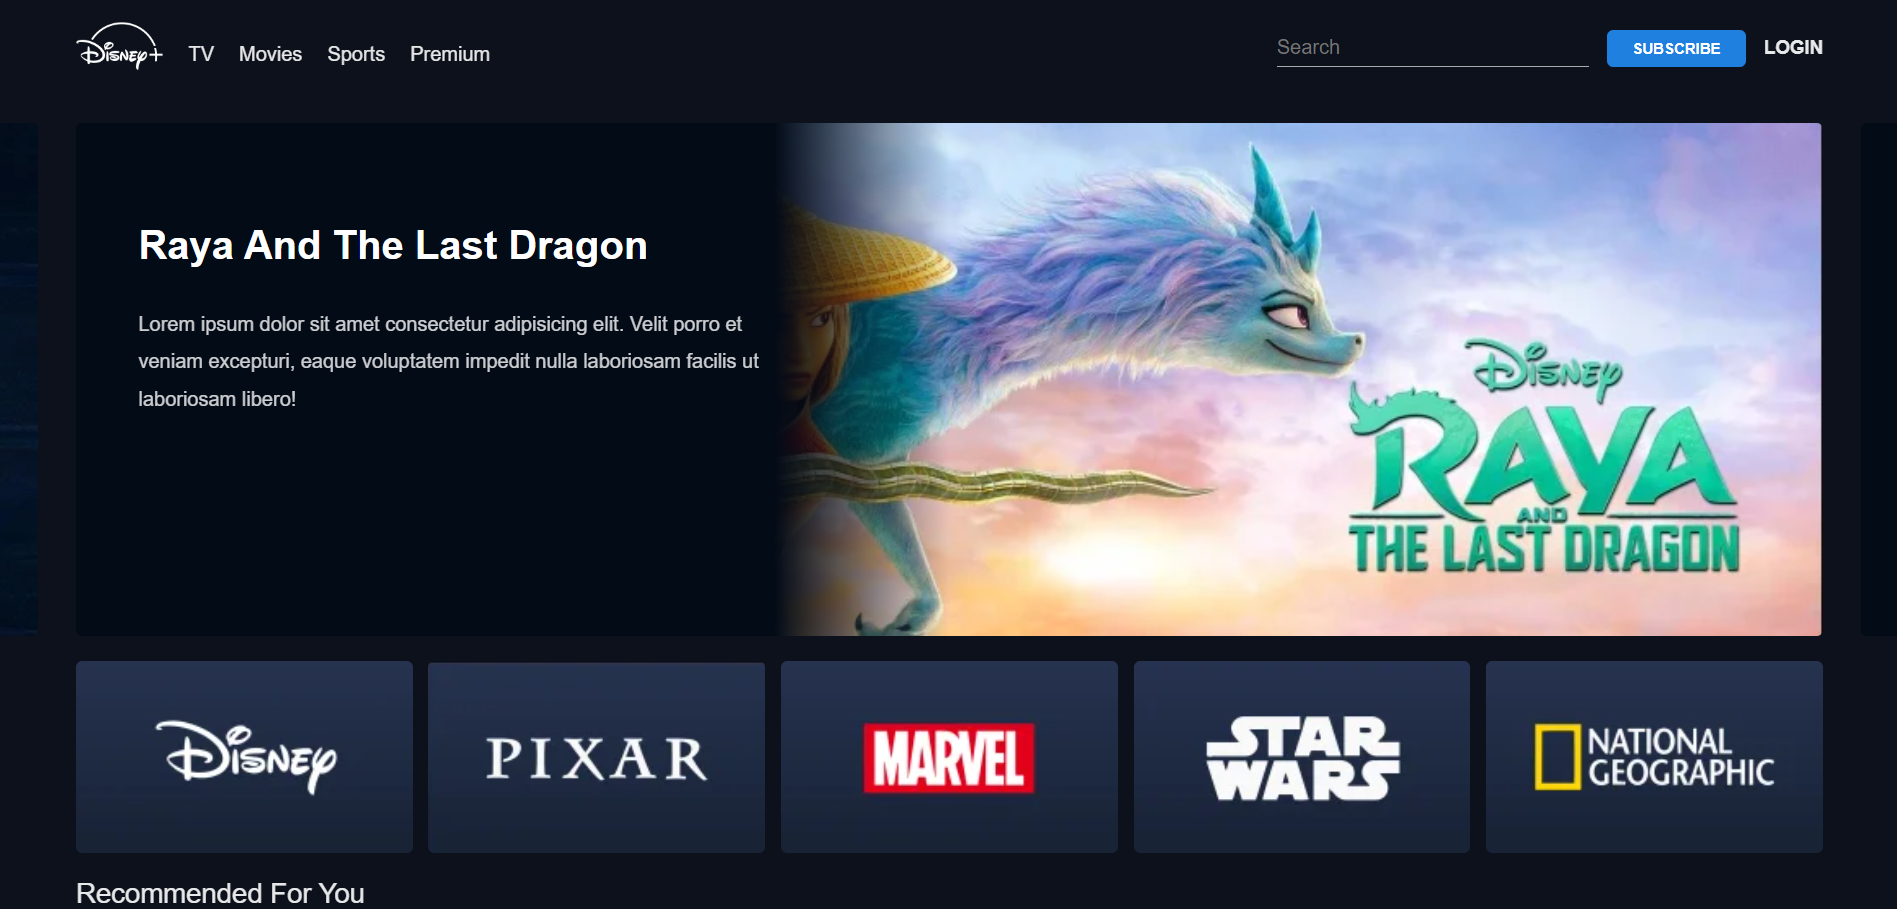 Disney+
TV
Movies
Sports
Premium
Search
SUBSCRIBE
LOGIN
Raya And The Last Dragon
Lorem ipsum dolor sit amet consectetur adipisicing elit. Velit porro et
veniam excepturi, eaque voluptatem impedit nulla laboriosam facilis ut
laboriosam libero!
DISNEY
RAYA
AND
THE LAST DRAGON
DISNEY
PIXAR
MARVEL
STAR
WARS
NATIONAL
GEOGRAPHIC
Recommended For You